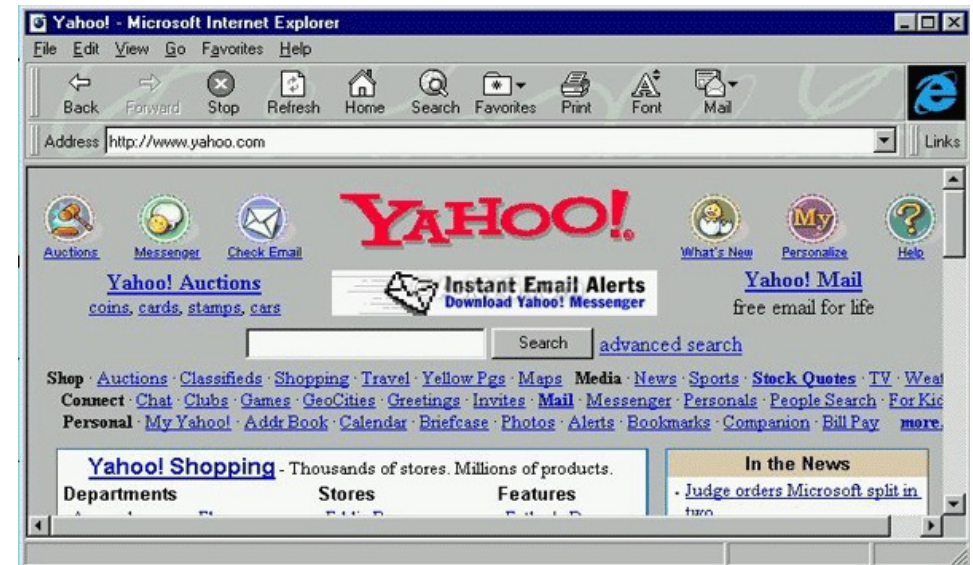 Yahoo! - Microsoft Internet Explorer
File Edit View Go Favorites Help
Back Forward Stop Refresh Home Search Favorites Print Font Mail
Address http://www.yahoo.com Links
YAHOO!
Auctions Messenger Check Email What's New My Personalize Help
Yahoo! Auctions Instant Email Alerts Yahoo! Mail
coins, cards, stamps, cars Download Yahoo! Messenger free email for life
Search advanced search
Shop · Auctions · Classifieds · Shopping · Travel · Yellow Pgs · Maps Media · News · Sports · Stock Quotes · TV ·
Connect · Chat · Clubs · Games · GeoCities · Greetings · Invites · Mail · Messenger · Personals · People Search · For
Personal · My Yahoo! · Addr Book · Calendar · Briefcase · Photos · Alerts · Bookmarks · Companion · Bill Pay more
Yahoo! Shopping - Thousands of stores. Millions of products. In the News
Departments Stores Features · Judge orders Microsoft split in
two